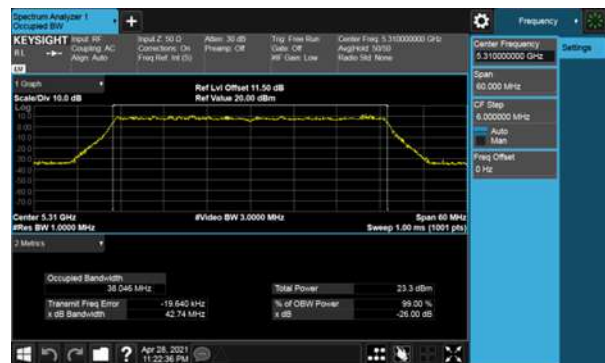 Spectrum Analyzer 1
Occupied BW
+
Frequency
KEYSIGHT
Input: RF
Coupling: AC
Align: Auto
Input Z: 50 Ω
Corrections: On
Freq Ref: Int (S)
Atten: 30 dB
Preamp: Off
Trig: Free Run
Gate: Off
#IF Gain: Low
Center Freq: 5.310000000 GHz
Avg|Hold: 50/50
Radio Std: None
Center Frequency
5.310000000 GHz
Settings
Span
60.000 MHz
CF Step
6.000000 MHz
Auto
Man
Freq Offset
0 Hz
1 Graph
Scale/Div 10.0 dB
Ref Lvl Offset 11.50 dB
Ref Value 20.00 dBm
Log
10.0
0.00
-10.0
-20.0
-30.0
-40.0
-50.0
-60.0
-70.0
Center 5.31 GHz
#Res BW 1.0000 MHz
#Video BW 3.0000 MHz
Span 60 MHz
Sweep 1.00 ms (1001 pts)
2 Metrics
Occupied Bandwidth
38.046 MHz
Total Power
23.3 dBm
Transmit Freq Error
-19.640 kHz
% of OBW Power
99.00 %
x dB Bandwidth
42.74 MHz
x dB
-26.00 dB
?
Apr 28, 2021
11:22:36 PM